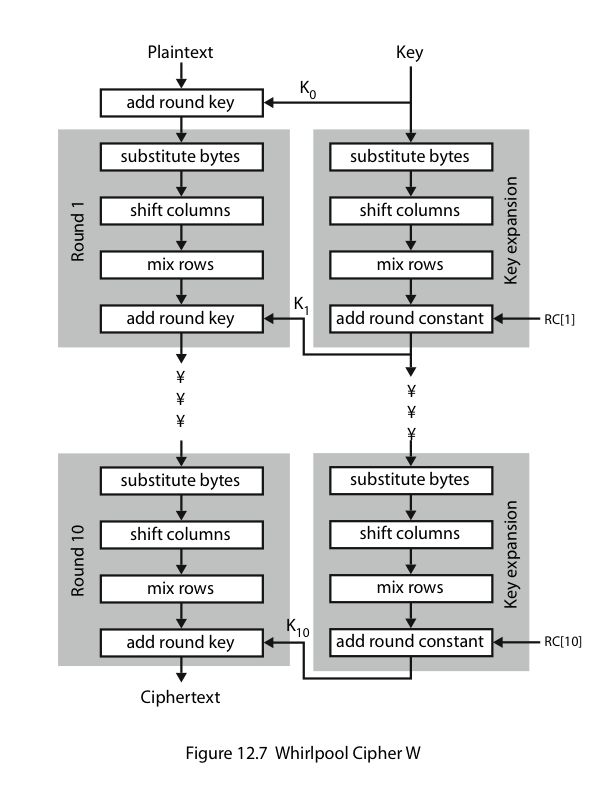 Plaintext
Key
K0
add round key
substitute bytes
substitute bytes
shift columns
shift columns
Round 1
Key expansion
mix rows
mix rows
K1
add round key
add round constant
RC[1]
¥
¥
¥
¥
¥
¥
substitute bytes
substitute bytes
shift columns
shift columns
Round 10
Key expansion
mix rows
mix rows
K10
add round key
add round constant
RC[10]
Ciphertext
Figure 12.7 Whirlpool Cipher W